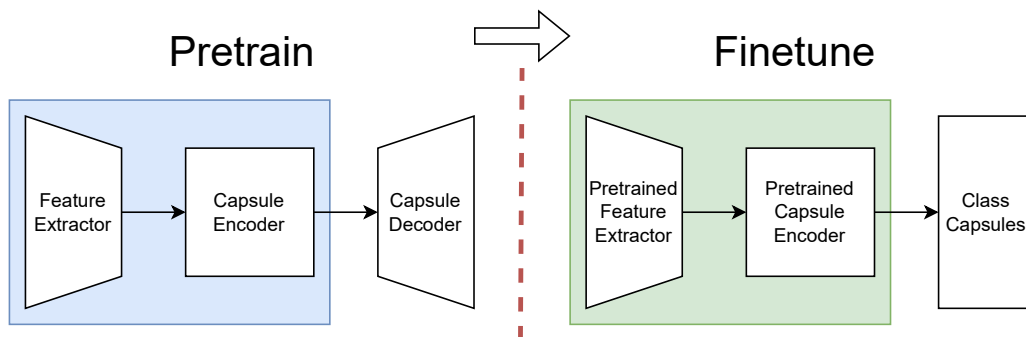 Pretrain
Finetune
Feature
Extractor
Capsule
Encoder
Capsule
Decoder
Pretrained
Feature
Extractor
Pretrained
Capsule
Encoder
Class
Capsules